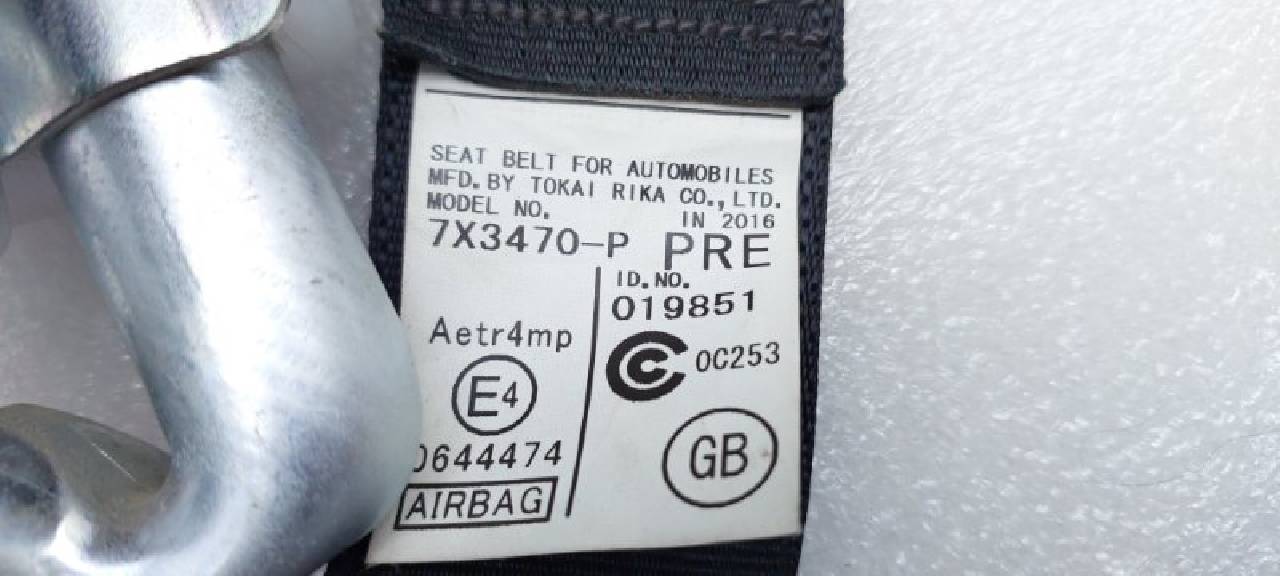 SEAT BELT FOR AUTOMOBILES
MFD. BY TOKAI RIKA CO., LTD.
MODEL NO. IN 2016
7X3470-P PRE
ID. NO.
019851
Aetr4mp
E4
0644474
AIRBAG
CCC 0C253
GB